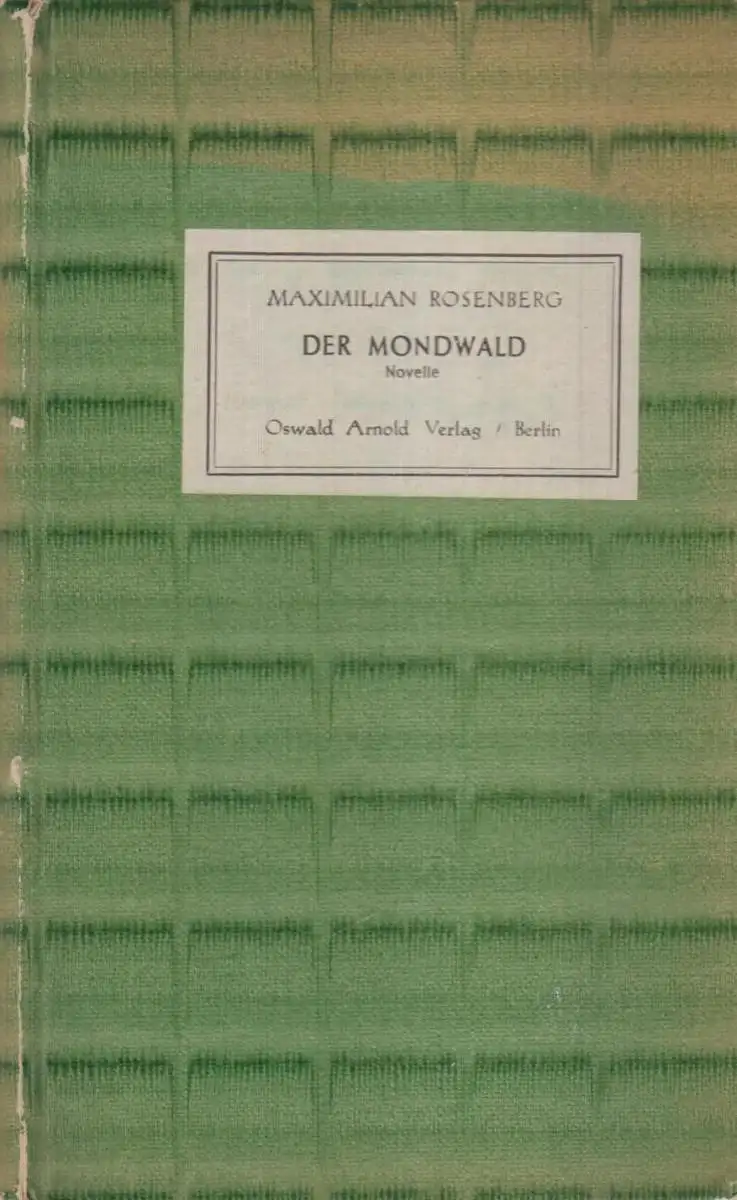 MAXIMILIAN ROSENBERG
DER MONDWALD
Novelle
Oswald Arnold Verlag / Berlin